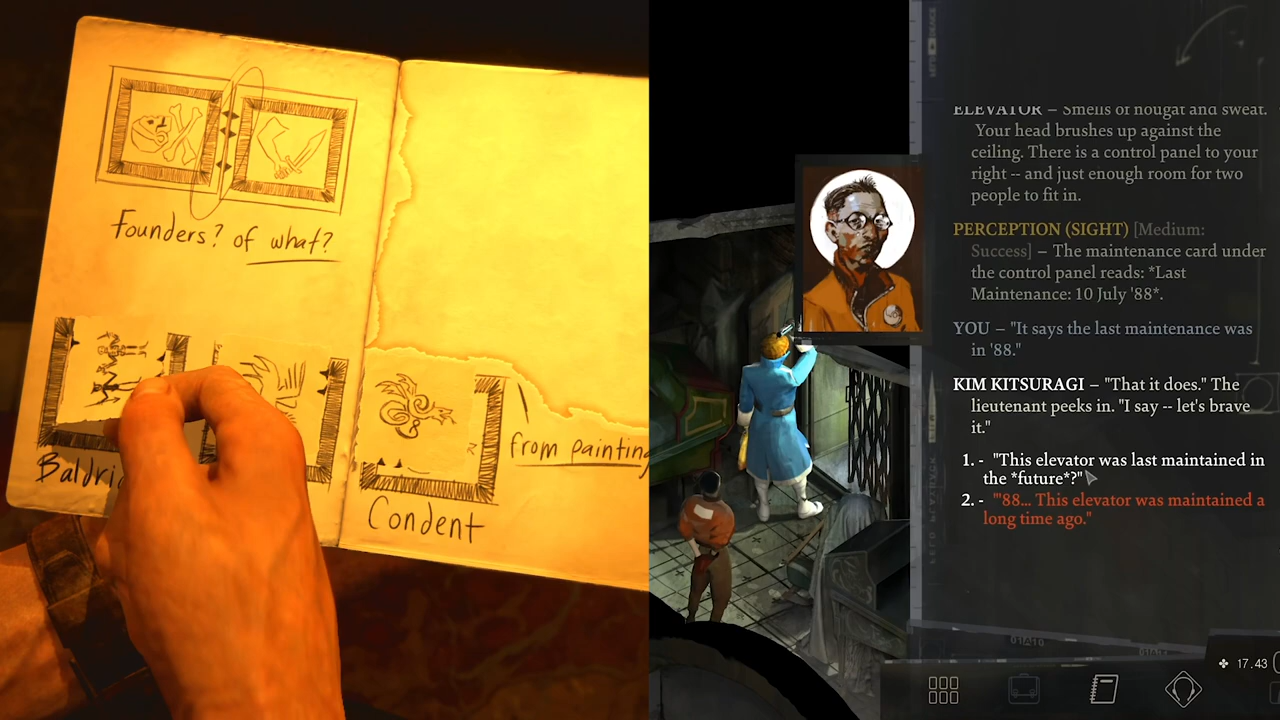 Founders? of what?
Condent
from painting
ELEVATOR – Smells of nougat and sweat.
Your head brushes up against the
ceiling. There is a control panel to your
right -- and just enough room for two
people to fit in.
PERCEPTION (SIGHT) [Medium:
Success] – The maintenance card under
the control panel reads: *Last
Maintenance: 10 July '88*.
YOU – "It says the last maintenance was
in '88."
KIM KITSURAGI – "That it does." The
lieutenant peeks in. "I say -- let's brave
it."
1. - "This elevator was last maintained in
the *future*?"
2. - "'88... This elevator was maintained a
long time ago."
17.43